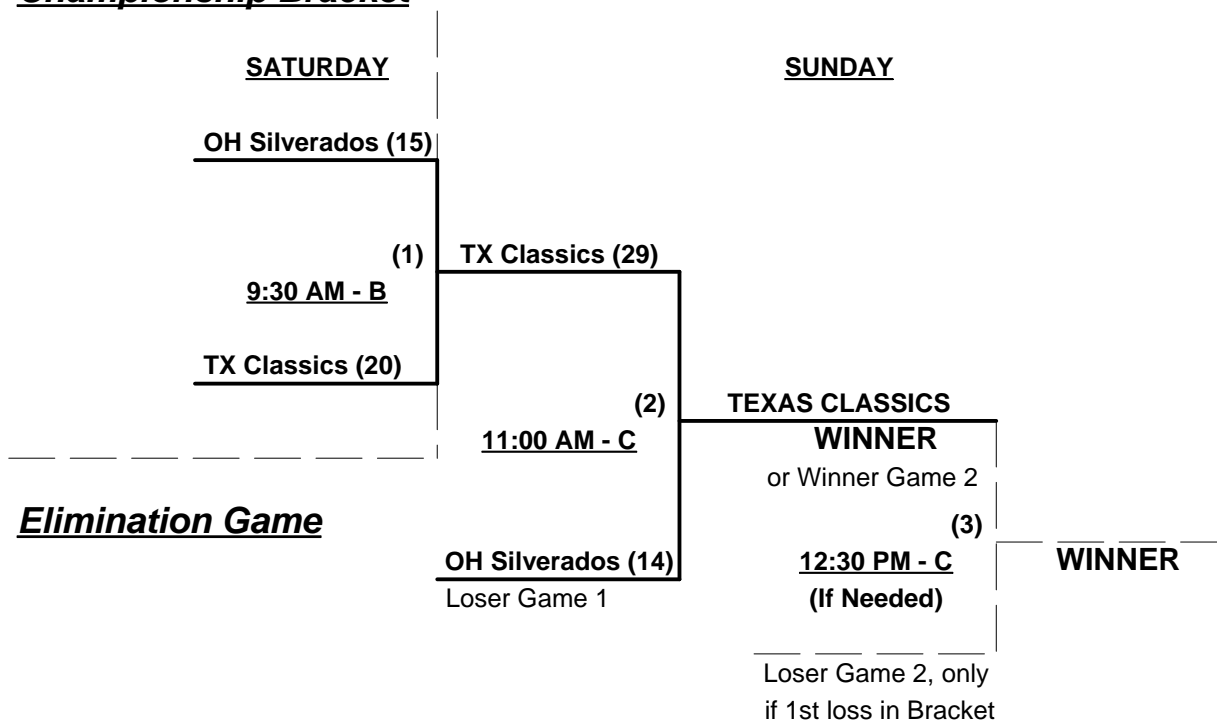 Championship Bracket
SATURDAY
SUNDAY
OH Silverados (15)
(1)
TX Classics (29)
9:30 AM - B
TX Classics (20)
(2)
TEXAS CLASSICS
11:00 AM - C
WINNER
or Winner Game 2
Elimination Game
(3)
OH Silverados (14)
12:30 PM - C
WINNER
Loser Game 1
(If Needed)
Loser Game 2, only
if 1st loss in Bracket